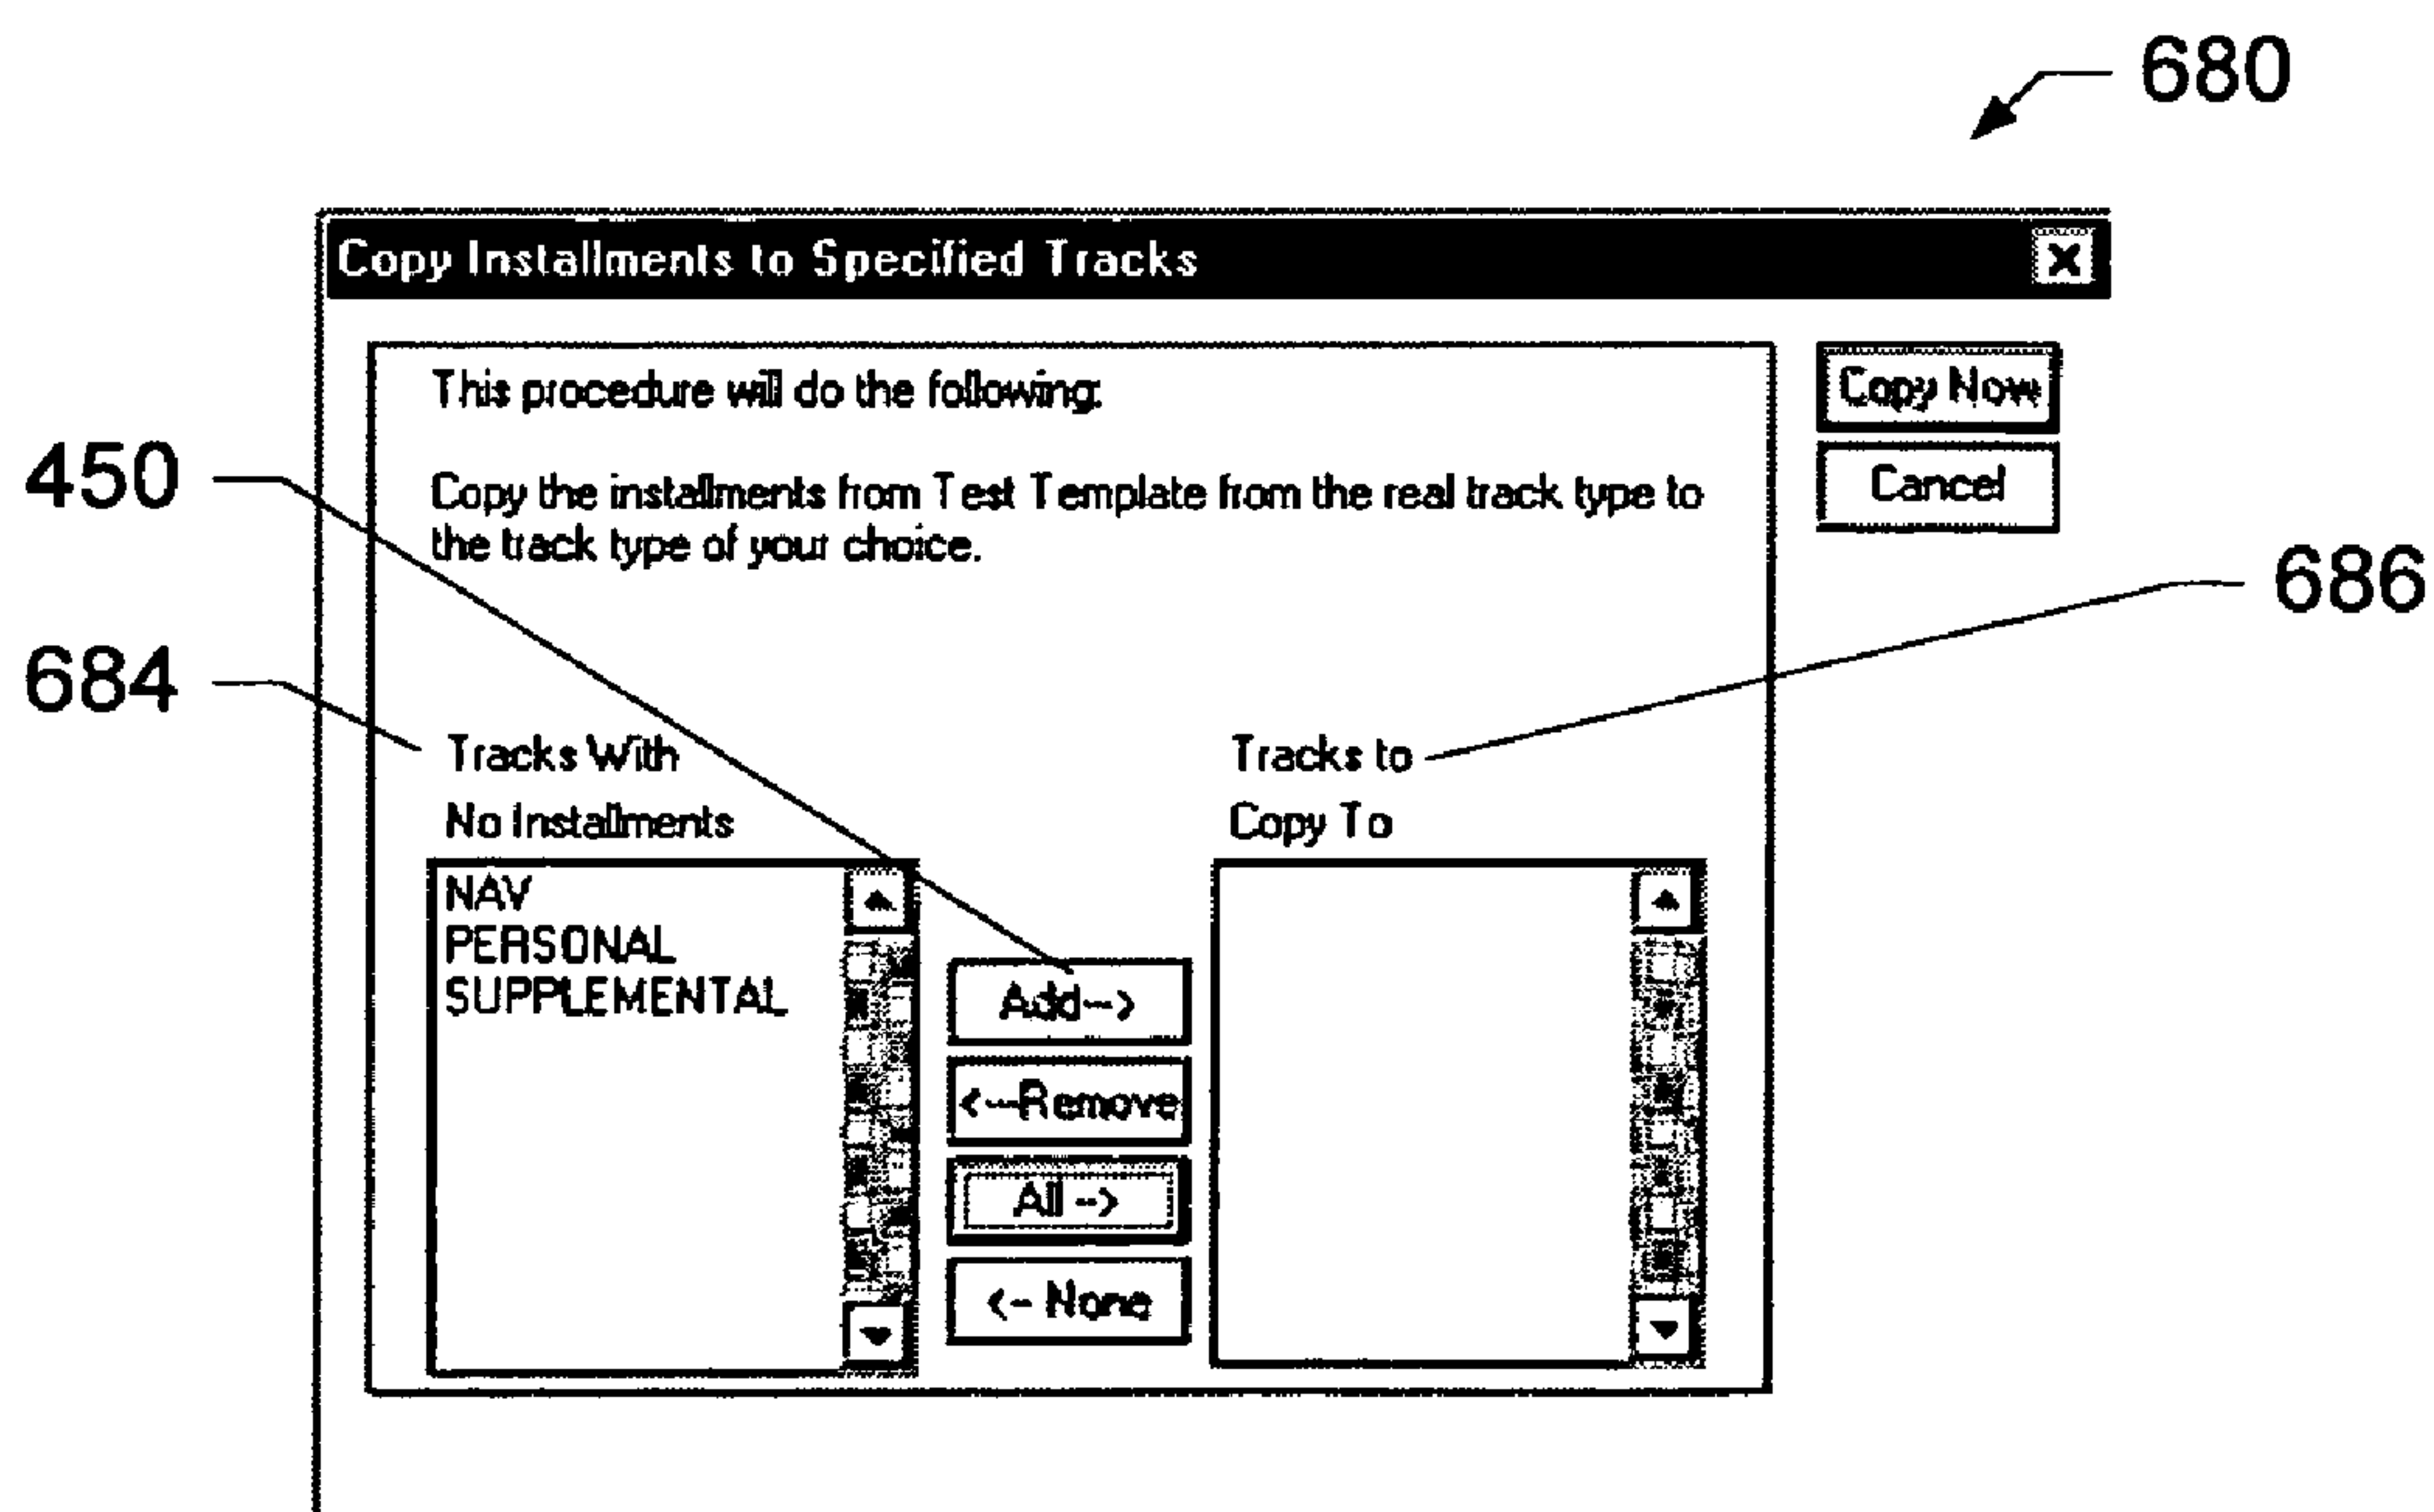 680
Copy Installments to Specified Tracks
This procedure will do the following:
Copy Now
450
Copy the installments from Test Template from the real track type to
the track type of your choice.
Cancel
686
684
Tracks With
No Installments
Tracks to
Copy To
NAV
PERSONAL
SUPPLEMENTAL
Add-->
<--Remove
All -->
<-- None